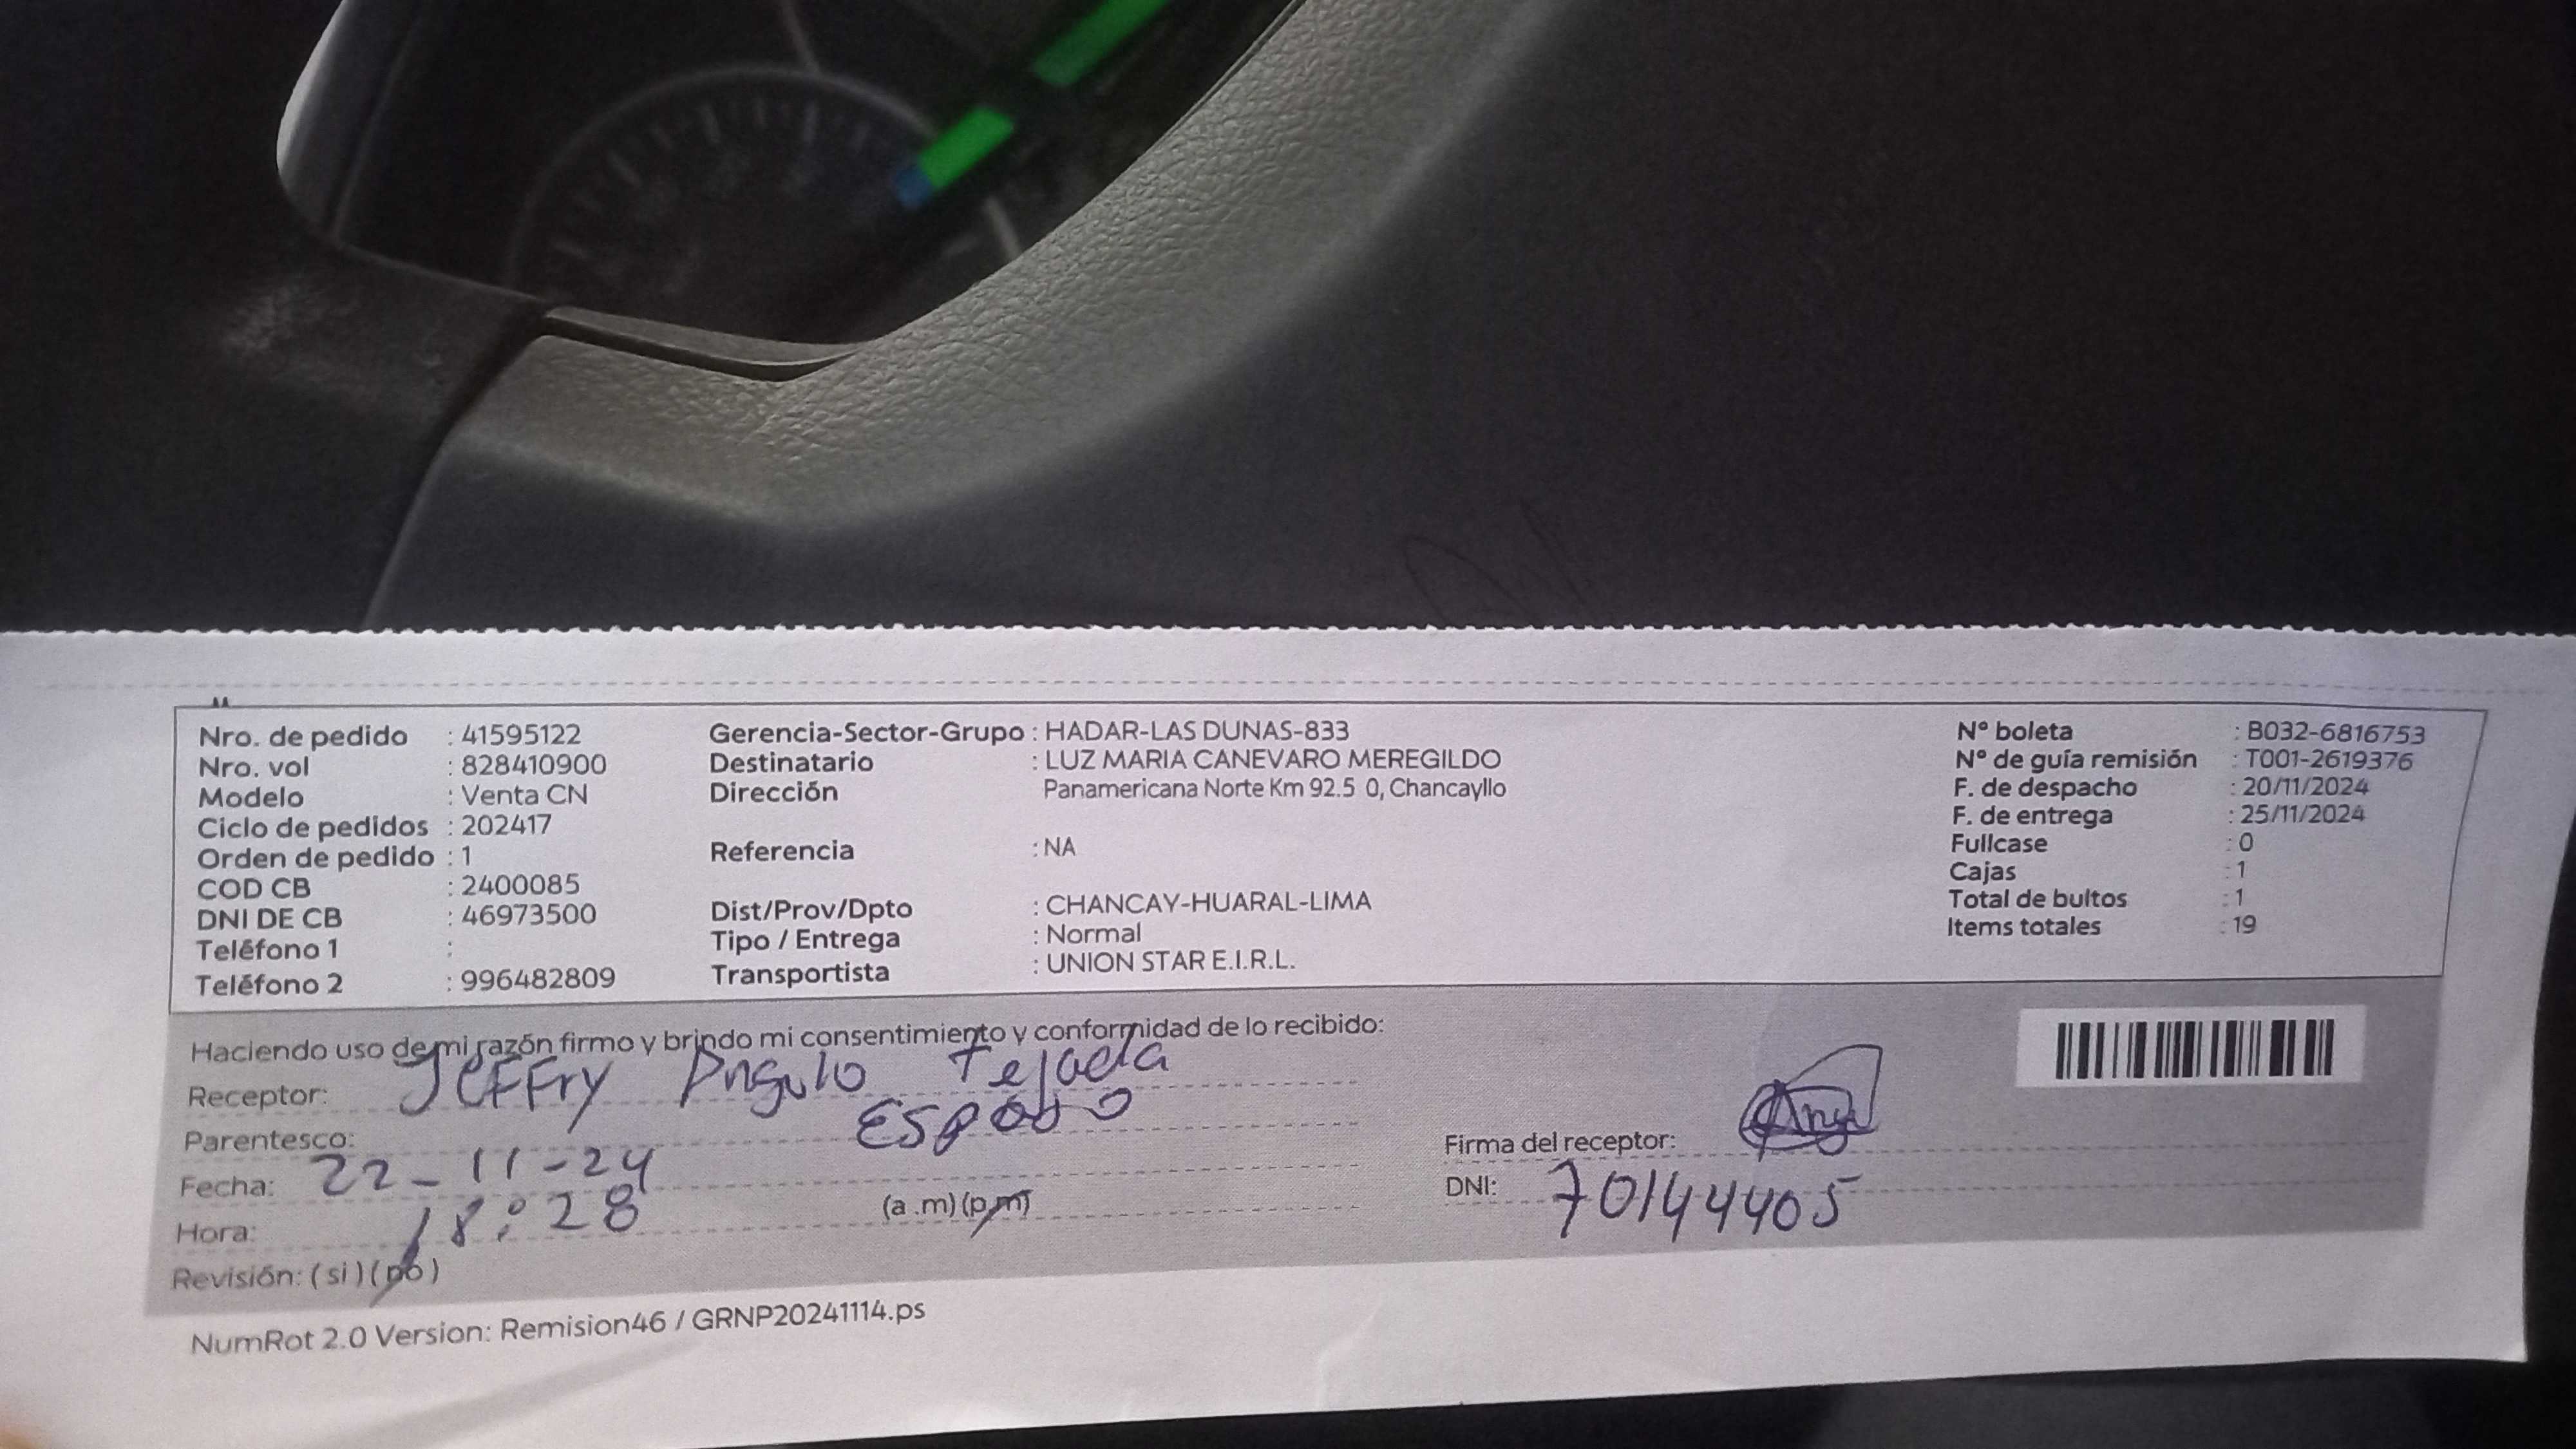 Nro. de pedido : 41595122
Nro. vol : 828410900
Modelo : Venta CN
Ciclo de pedidos : 202417
Orden de pedido : 1
COD CB : 2400085
DNI DE CB : 46973500
Teléfono 1 :
Teléfono 2 : 996482809
Gerencia-Sector-Grupo : HADAR-LAS DUNAS-833
Destinatario : LUZ MARIA CANEVARO MEREGILDO
Dirección Panamericana Norte Km 92.5 0, Chancayllo
Referencia : NA
Dist/Prov/Dpto : CHANCAY-HUARAL-LIMA
Tipo / Entrega : Normal
Transportista : UNION STAR E.I.R.L.
N° boleta : B032-6816753
N° de guía remisión : T001-2619376
F. de despacho : 20/11/2024
F. de entrega : 25/11/2024
Fullcase : 0
Cajas : 1
Total de bultos : 1
Items totales : 19
Haciendo uso de mi razón firmo y brindo mi consentimiento y conformidad de lo recibido:
Receptor: Jeffry Angulo Tejada
Parentesco: Esposo
Fecha: 22-11-24
Hora: 18:28 (a .m) (p.m)
Revisión: ( si ) ( no )
Firma del receptor:
DNI: 70144405
NumRot 2.0 Version: Remision46 / GRNP20241114.ps